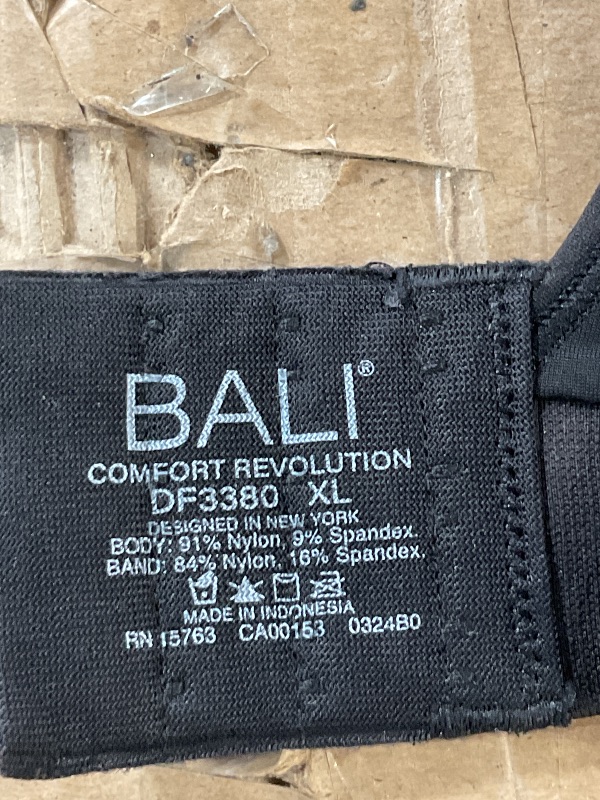 BALI®
COMFORT REVOLUTION
DF3380 XL
DESIGNED IN NEW YORK
BODY: 91% Nylon, 9% Spandex.
BAND: 84% Nylon, 16% Spandex.
MADE IN INDONESIA
RN 15763 CA00153 0324B0